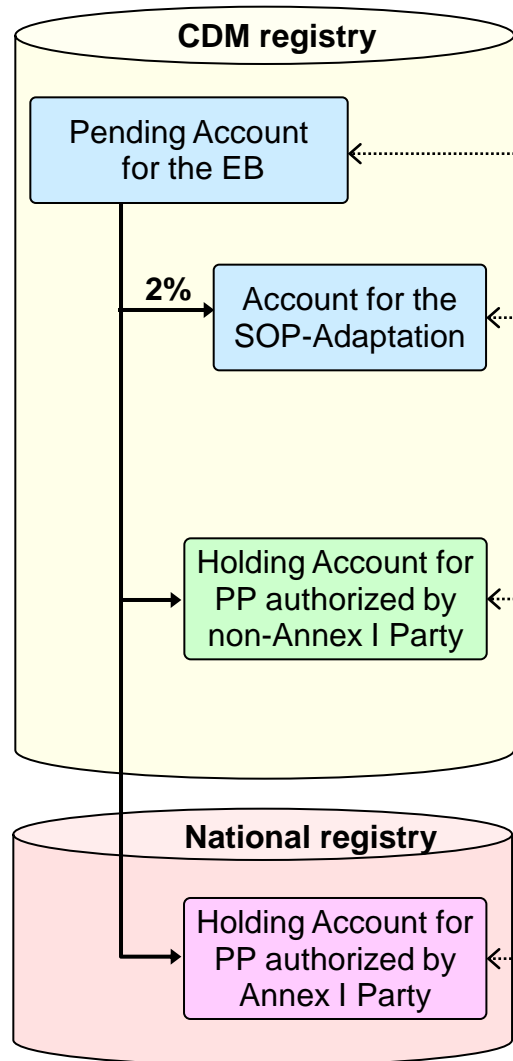 CDM registry
Pending Account
for the EB
2%
Account for the
SOP-Adaptation
Holding Account for
PP authorized by
non-Annex I Party
National registry
Holding Account for
PP authorized by
Annex I Party